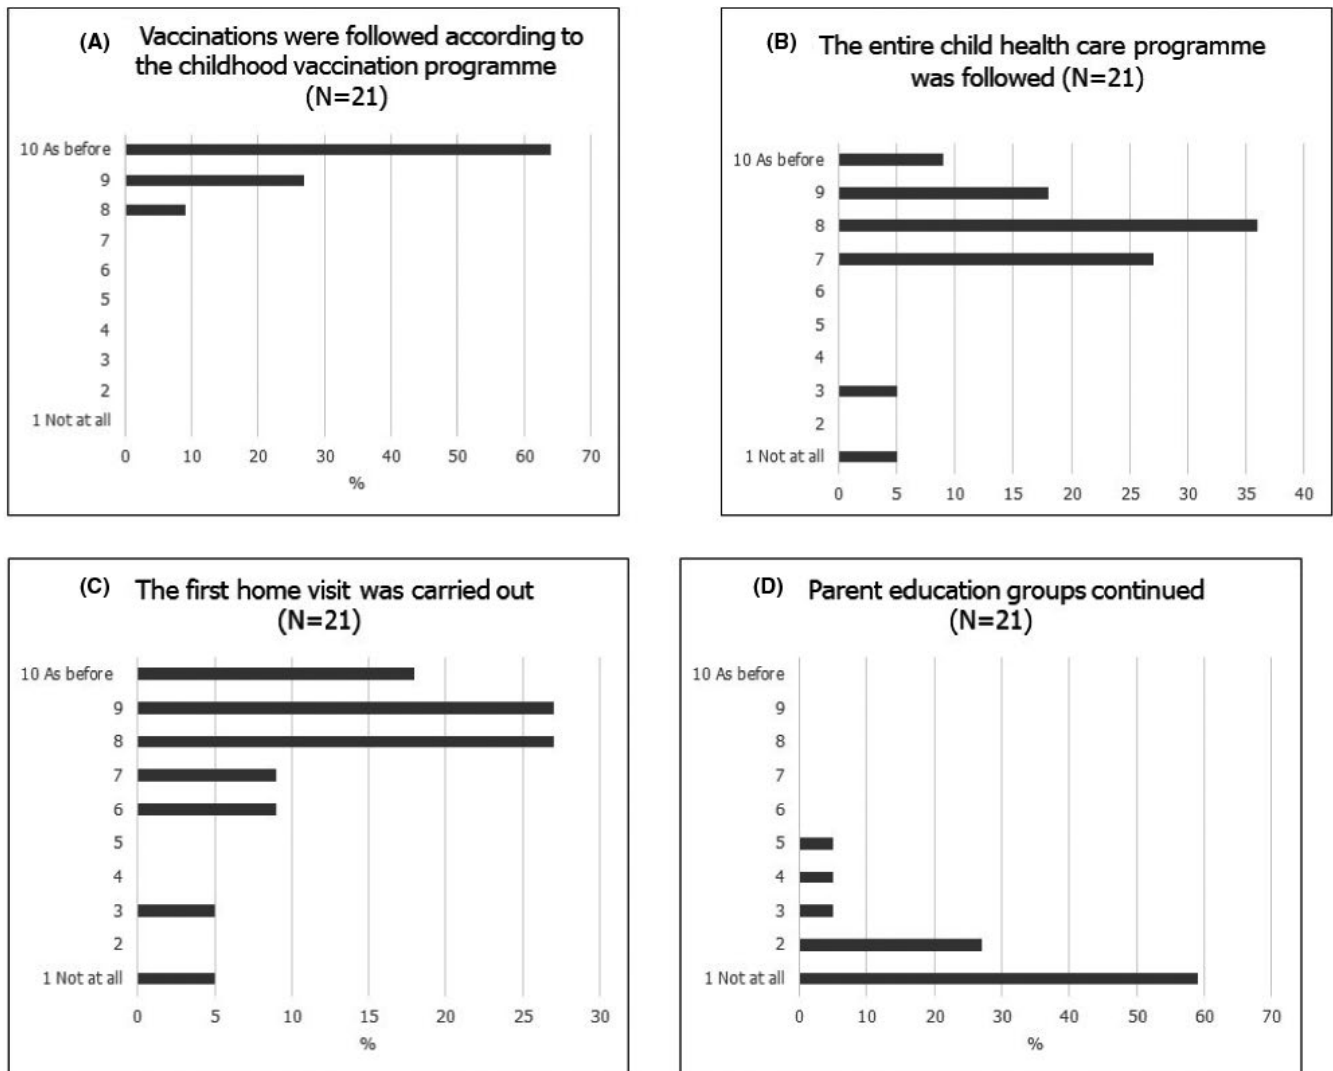 (A) Vaccinations were followed according to
the childhood vaccination programme
(N=21)
10 As before
9
8
7
6
5
4
3
2
1 Not at all
0 10 20 30 40 50 60 70
%
(B) The entire child health care programme
was followed (N=21)
10 As before
9
8
7
6
5
4
3
2
1 Not at all
0 5 10 15 20 25 30 35 40
(C) The first home visit was carried out
(N=21)
10 As before
9
8
7
6
5
4
3
2
1 Not at all
0 5 10 15 20 25 30
%
(D) Parent education groups continued
(N=21)
10 As before
9
8
7
6
5
4
3
2
1 Not at all
0 10 20 30 40 50 60 70
%